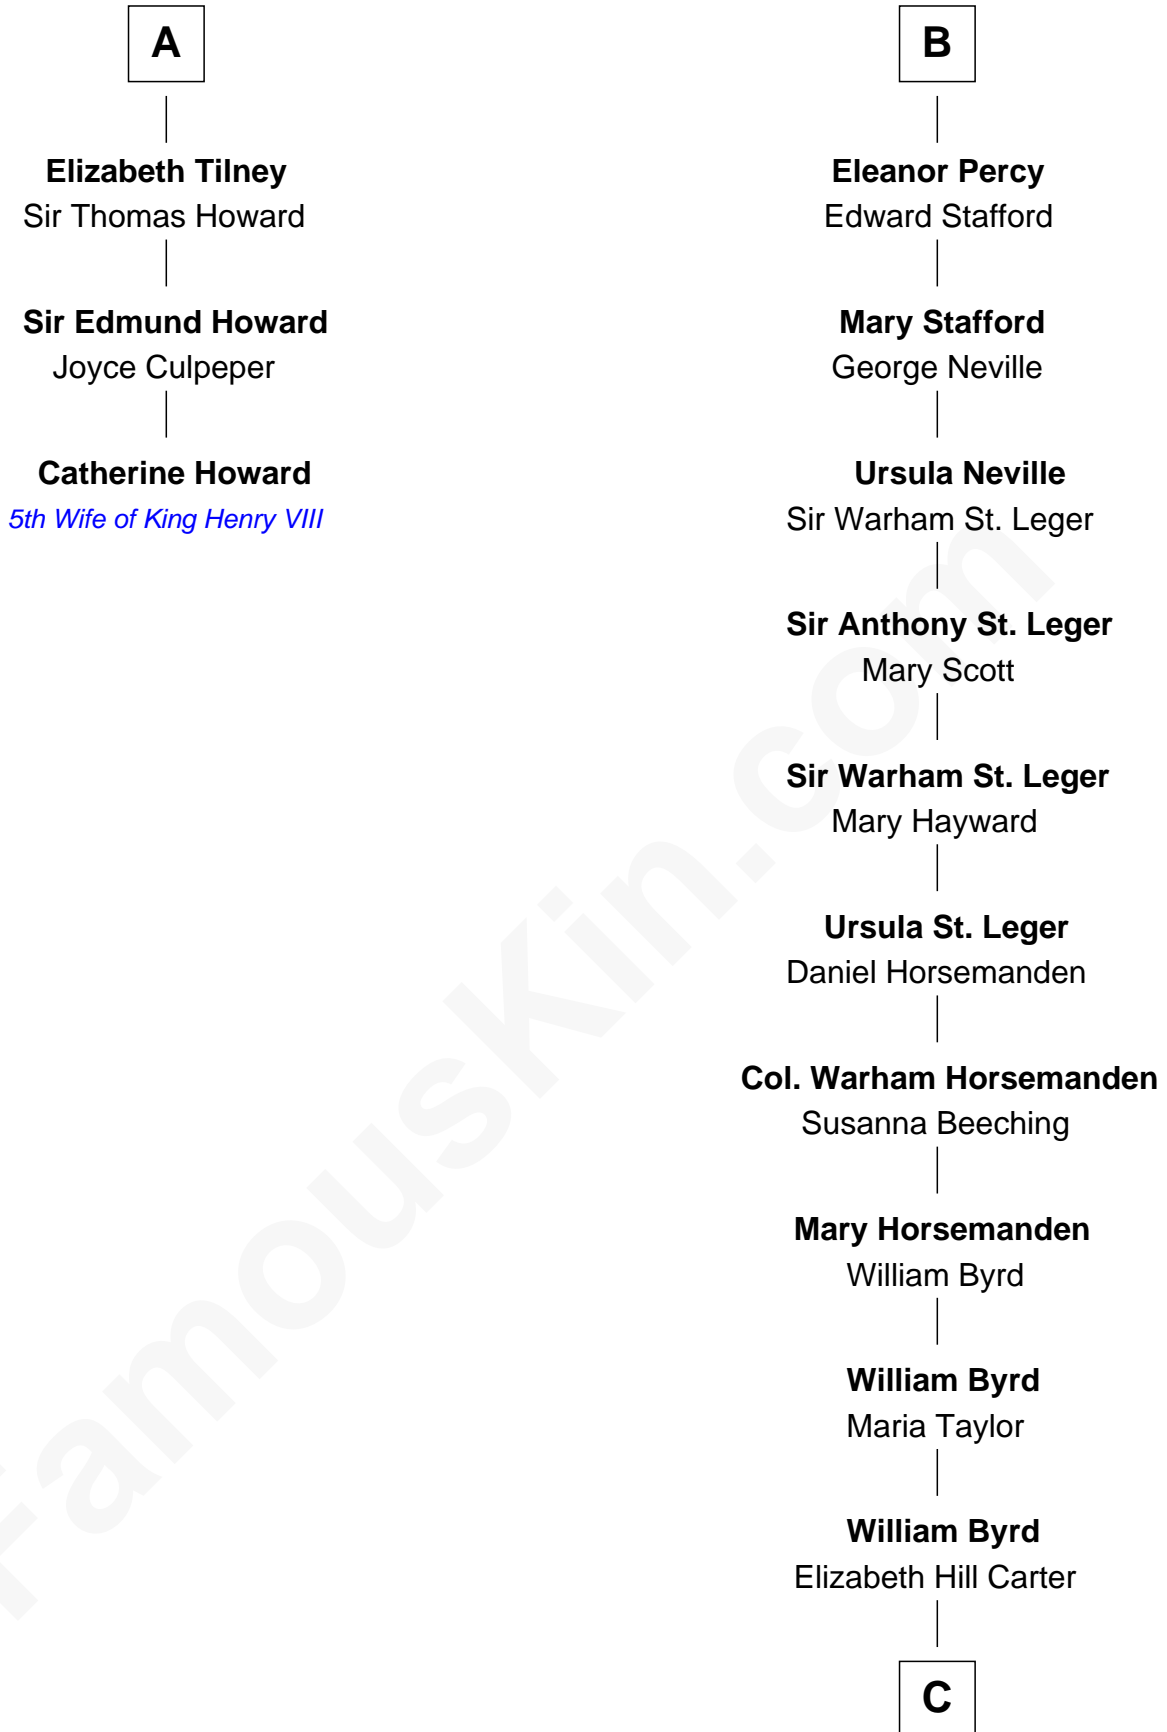 A
Elizabeth Tilney
Sir Thomas Howard
Sir Edmund Howard
Joyce Culpeper
Catherine Howard
5th Wife of King Henry VIII
B
Eleanor Percy
Edward Stafford
Mary Stafford
George Neville
Ursula Neville
Sir Warham St. Leger
Sir Anthony St. Leger
Mary Scott
Sir Warham St. Leger
Mary Hayward
Ursula St. Leger
Daniel Horsemanden
Col. Warham Horsemanden
Susanna Beeching
Mary Horsemanden
William Byrd
William Byrd
Maria Taylor
William Byrd
Elizabeth Hill Carter
C
FamousKin.com